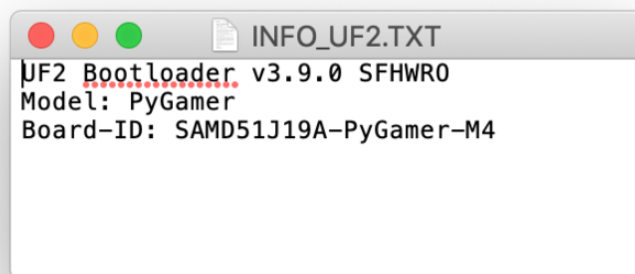 INFO_UF2.TXT
UF2 Bootloader v3.9.0 SFHWRO
Model: PyGamer
Board-ID: SAMD51J19A-PyGamer-M4